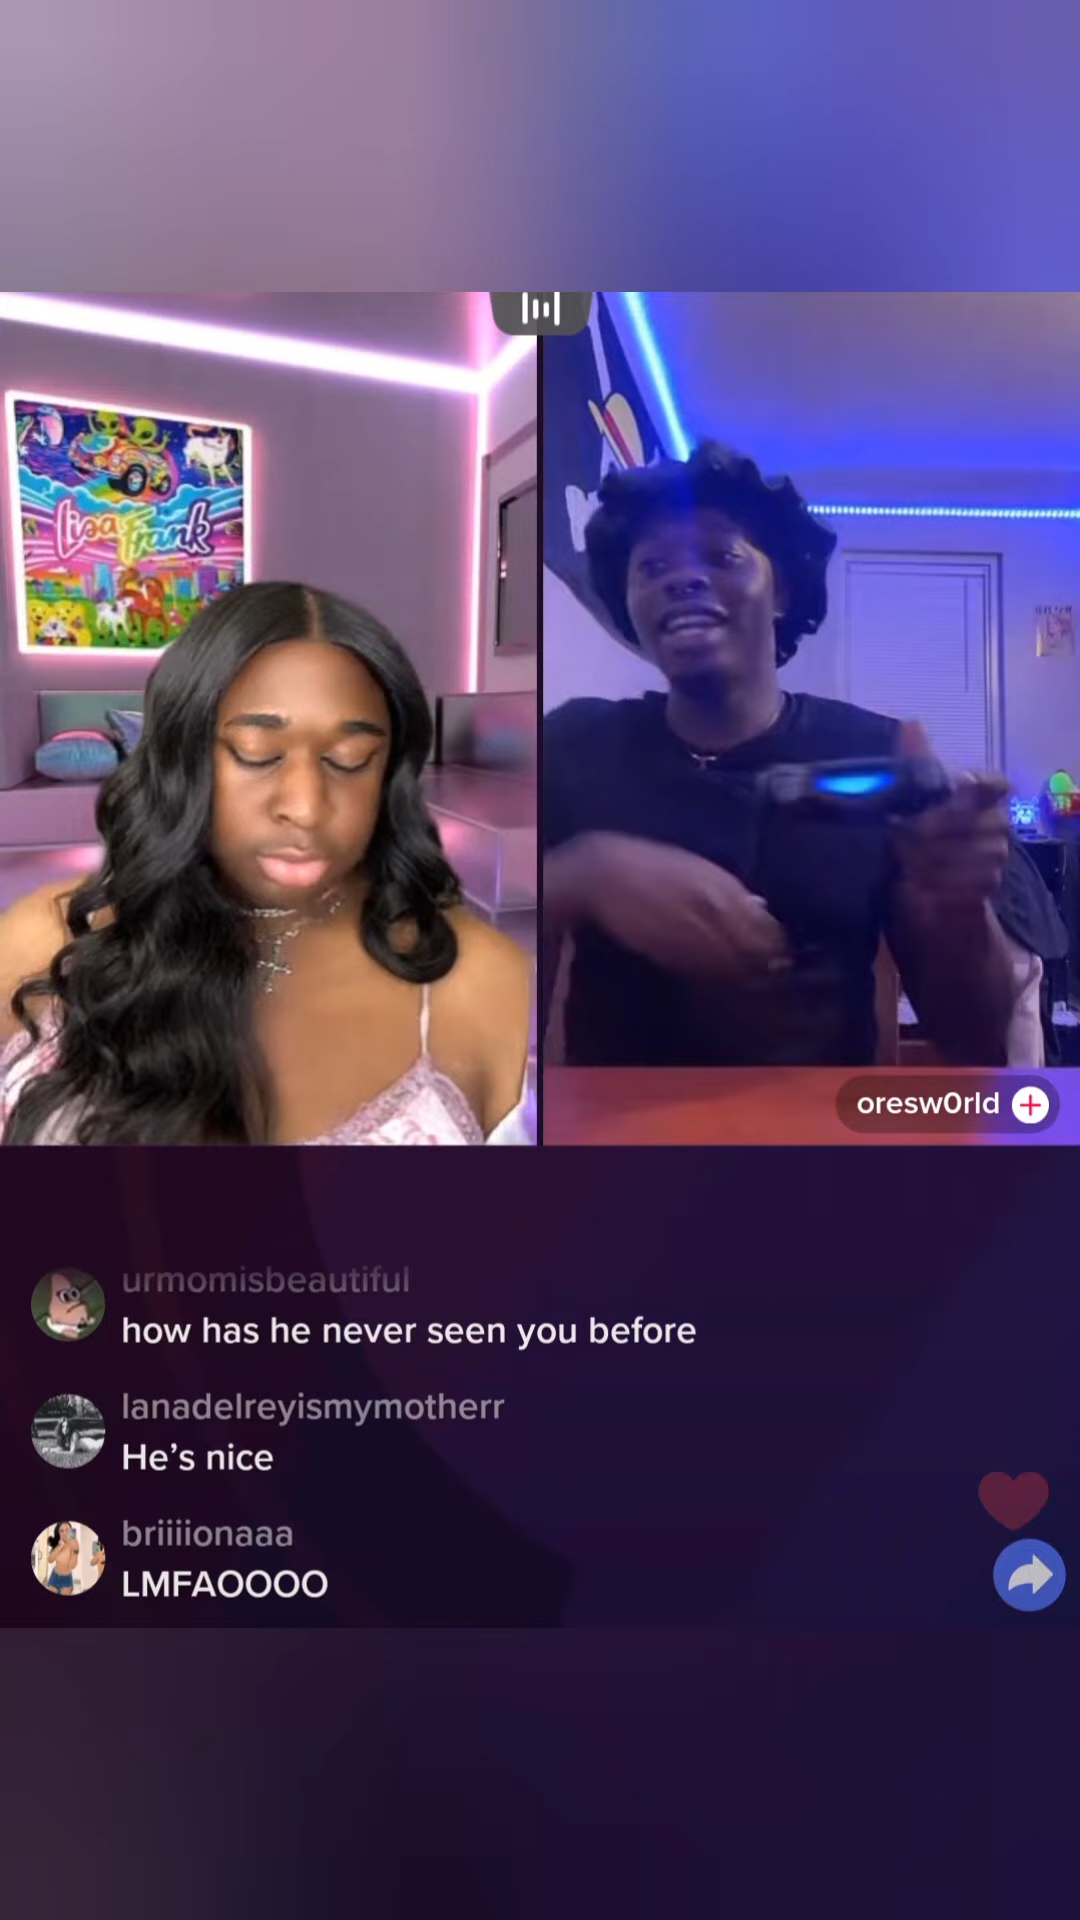 Lisa Frank
oresw0rld
urmomisbeautiful
how has he never seen you before
lanadelreyismymotherr
He’s nice
briiiionaaa
LMFAOOOO